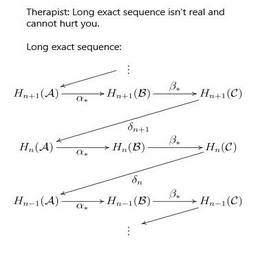 Therapist: Long exact sequence isn't real and
cannot hurt you.
Long exact sequence:
⋮
Hₙ₊₁(𝒜) α∗ Hₙ₊₁(ℬ) β∗ Hₙ₊₁(𝒞)
δₙ₊₁
Hₙ(𝒜) α∗ Hₙ(ℬ) β∗ Hₙ(𝒞)
δₙ
Hₙ₋₁(𝒜) α∗ Hₙ₋₁(ℬ) β∗ Hₙ₋₁(𝒞)
⋮